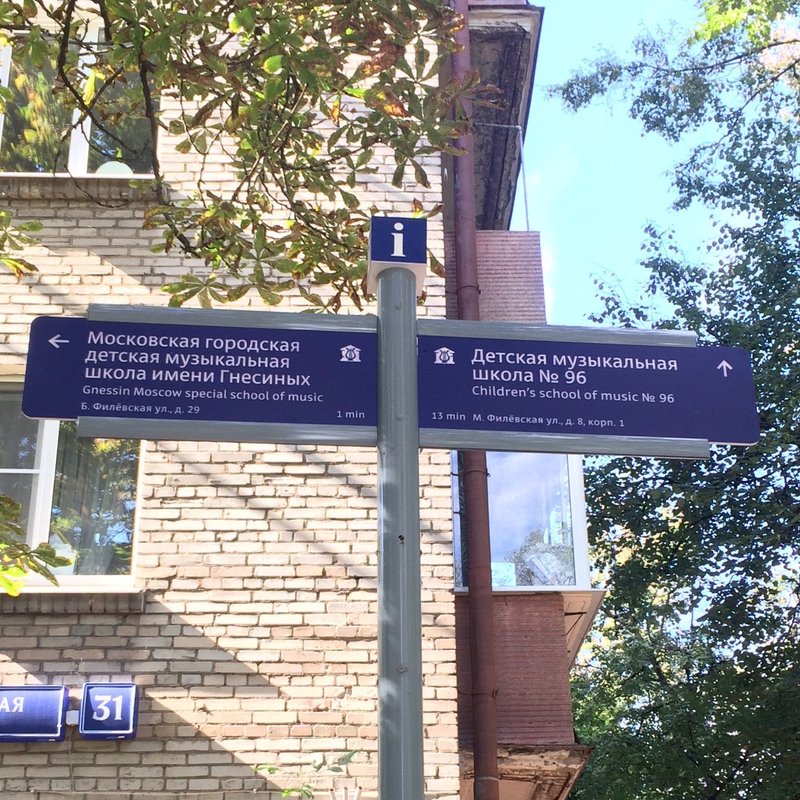 i
←
Московская городская
детская музыкальная
школа имени Гнесиных
Gnessin Moscow special school of music
Б. Филёвская ул., д. 29
1 min
Детская музыкальная
школа № 96
↑
Children's school of music № 96
13 min М. Филёвская ул., д. 8, корп. 1
АЯ
31